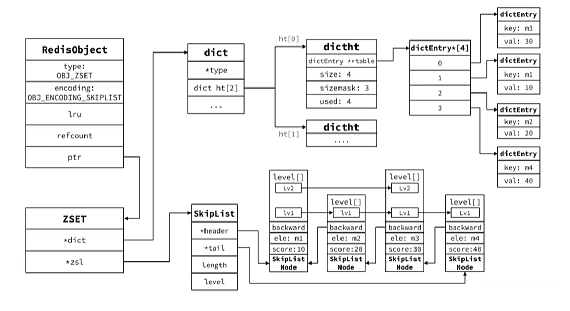 RedisObject
type:
OBJ_ZSET
encoding:
OBJ_ENCODING_SKIPLIST
lru
refcount
ptr
ZSET
*dict
*zsl
dict
*type
dict ht[2]
...
ht[0]
ht[1]
dictht
dictEntry **table
size: 4
sizemask: 3
used: 4
dictht
....
dictEntry*[4]
0
1
2
3
dictEntry
key: m3
val: 30
dictEntry
key: m1
val: 10
dictEntry
key: m2
val: 20
dictEntry
key: m4
val: 40
SkipList
*header
*tail
length
level
level[]
Lv2
lv1
backward
ele: m1
score:10
SkipList
Node
level[]
lv1
backward
ele: m2
score:20
SkipList
Node
level[]
Lv2
Lv1
backward
ele: m3
score:30
SkipList
Node
level[]
Lv1
backward
ele: m4
score:40
SkipList
Node